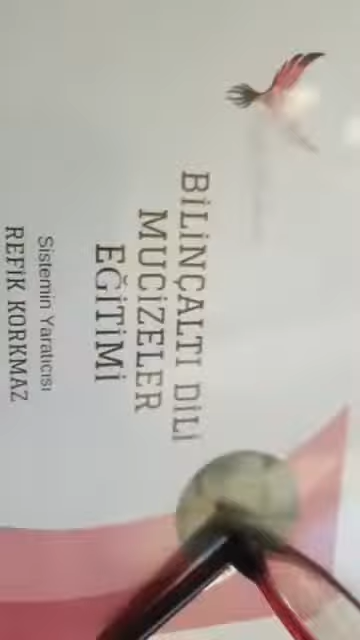 BİLİNÇALTI DİLİ
MUCİZELER
EĞİTİMİ
Sistemin Yaratıcısı
REFİK KORKMAZ